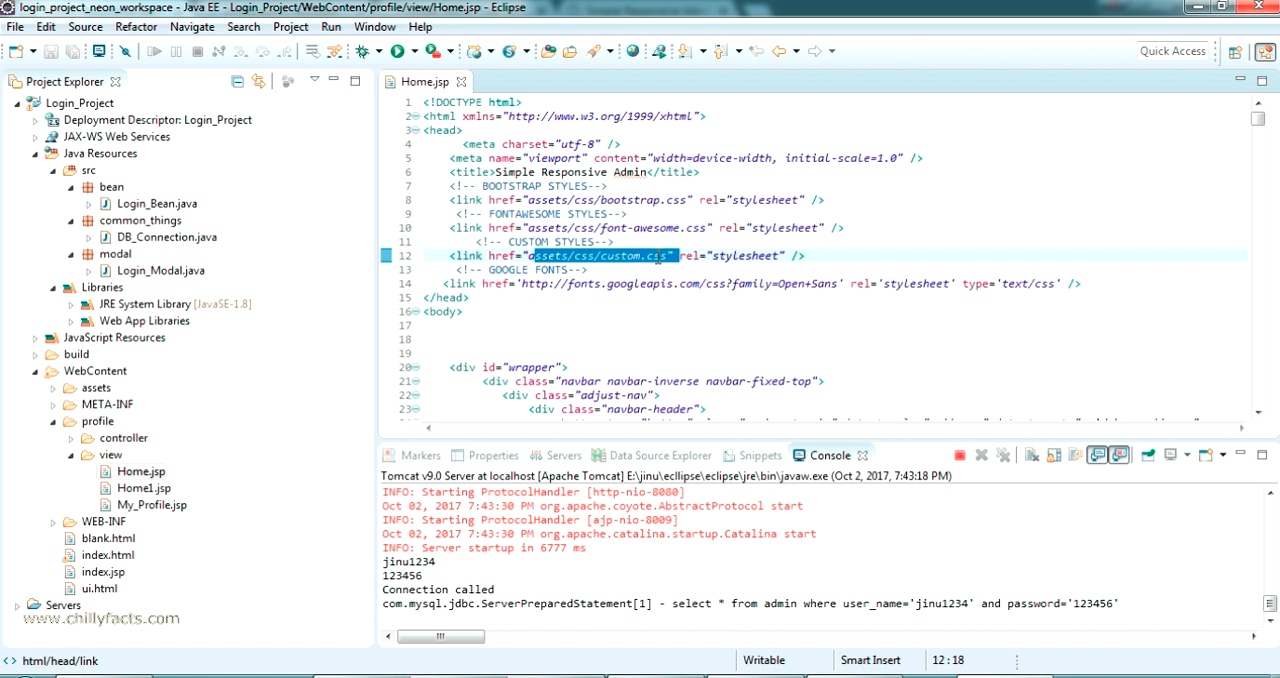 login_project_neon_workspace - Java EE - Login_Project/WebContent/profile/view/Home.jsp - Eclipse
File Edit Source Refactor Navigate Search Project Run Window Help
Quick Access
Project Explorer
Login_Project
Deployment Descriptor: Login_Project
JAX-WS Web Services
Java Resources
src
bean
Login_Bean.java
common_things
DB_Connection.java
modal
Login_Modal.java
Libraries
JRE System Library [JavaSE-1.8]
Web App Libraries
JavaScript Resources
build
WebContent
assets
META-INF
profile
controller
view
Home.jsp
Home1.jsp
My_Profile.jsp
WEB-INF
blank.html
index.html
index.jsp
ui.html
Servers
www.chillyfacts.com
Home.jsp
1 <!DOCTYPE html>
2 <html xmlns="http://www.w3.org/1999/xhtml">
3 <head>
4 <meta charset="utf-8" />
5 <meta name="viewport" content="width=device-width, initial-scale=1.0" />
6 <title>Simple Responsive Admin</title>
7 <!-- BOOTSTRAP STYLES-->
8 <link href="assets/css/bootstrap.css" rel="stylesheet" />
9 <!-- FONTAWESOME STYLES-->
10 <link href="assets/css/font-awesome.css" rel="stylesheet" />
11 <!-- CUSTOM STYLES-->
12 <link href="assets/css/custom.css" rel="stylesheet" />
13 <!-- GOOGLE FONTS-->
14 <link href='http://fonts.googleapis.com/css?family=Open+Sans' rel='stylesheet' type='text/css' />
15 </head>
16 <body>
17
18
19
20 <div id="wrapper">
21 <div class="navbar navbar-inverse navbar-fixed-top">
22 <div class="adjust-nav">
23 <div class="navbar-header">
Markers Properties Servers Data Source Explorer Snippets Console
Tomcat v9.0 Server at localhost [Apache Tomcat] E:\jinu\ecllipse\eclipse\jre\bin\javaw.exe (Oct 2, 2017, 7:43:18 PM)
INFO: Starting ProtocolHandler [http-nio-8080]
Oct 02, 2017 7:43:30 PM org.apache.coyote.AbstractProtocol start
INFO: Starting ProtocolHandler [ajp-nio-8009]
Oct 02, 2017 7:43:30 PM org.apache.catalina.startup.Catalina start
INFO: Server startup in 6777 ms
jinu1234
123456
Connection called
com.mysql.jdbc.ServerPreparedStatement[1] - select * from admin where user_name='jinu1234' and password='123456'
html/head/link
Writable
Smart Insert
12 : 18